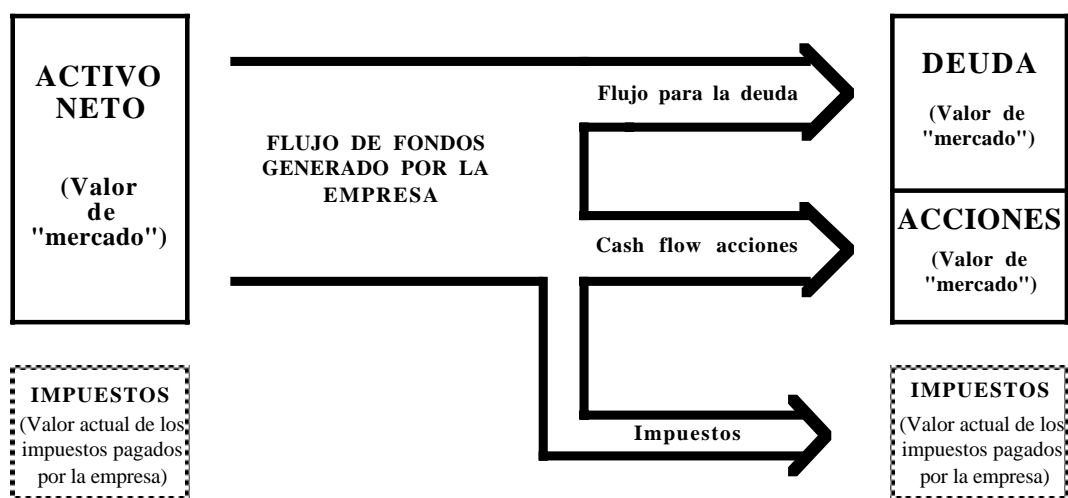 ACTIVO
NETO
(Valor
de
"mercado")
IMPUESTOS
(Valor actual de los
impuestos pagados
por la empresa)
FLUJO DE FONDOS
GENERADO POR LA
EMPRESA
Flujo para la deuda
Cash flow acciones
Impuestos
DEUDA
(Valor de
"mercado")
ACCIONES
(Valor de
"mercado")
IMPUESTOS
(Valor actual de los
impuestos pagados
por la empresa)